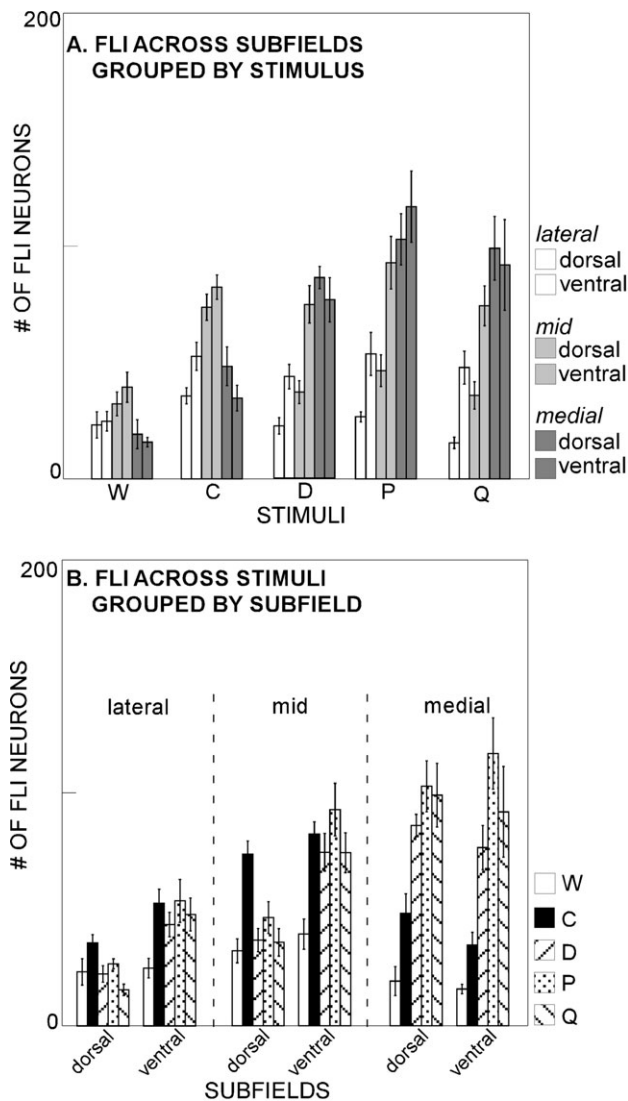 200
A. FLI ACROSS SUBFIELDS
GROUPED BY STIMULUS
# OF FLI NEURONS
0
W C D P Q
STIMULI
lateral
dorsal
ventral
mid
dorsal
ventral
medial
dorsal
ventral
200
B. FLI ACROSS STIMULI
GROUPED BY SUBFIELD
# OF FLI NEURONS
lateral mid medial
0
dorsal ventral dorsal ventral dorsal ventral
SUBFIELDS
W
C
D
P
Q